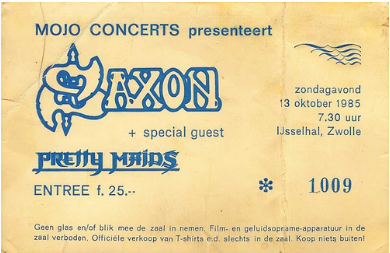 MOJO CONCERTS presenteert
SAXON
zondagavond
13 oktober 1985
7.30 uur
IJsselhal, Zwolle
+ special guest
PRETTY MAIDS
ENTREE f. 25.--
* 1009
Geen glas en/of blik mee de zaal in nemen. Film- en geluidsopname-apparatuur in de
zaal verboden. Officiële verkoop van T-shirts e.d. slechts in de zaal. Koop niets buiten!